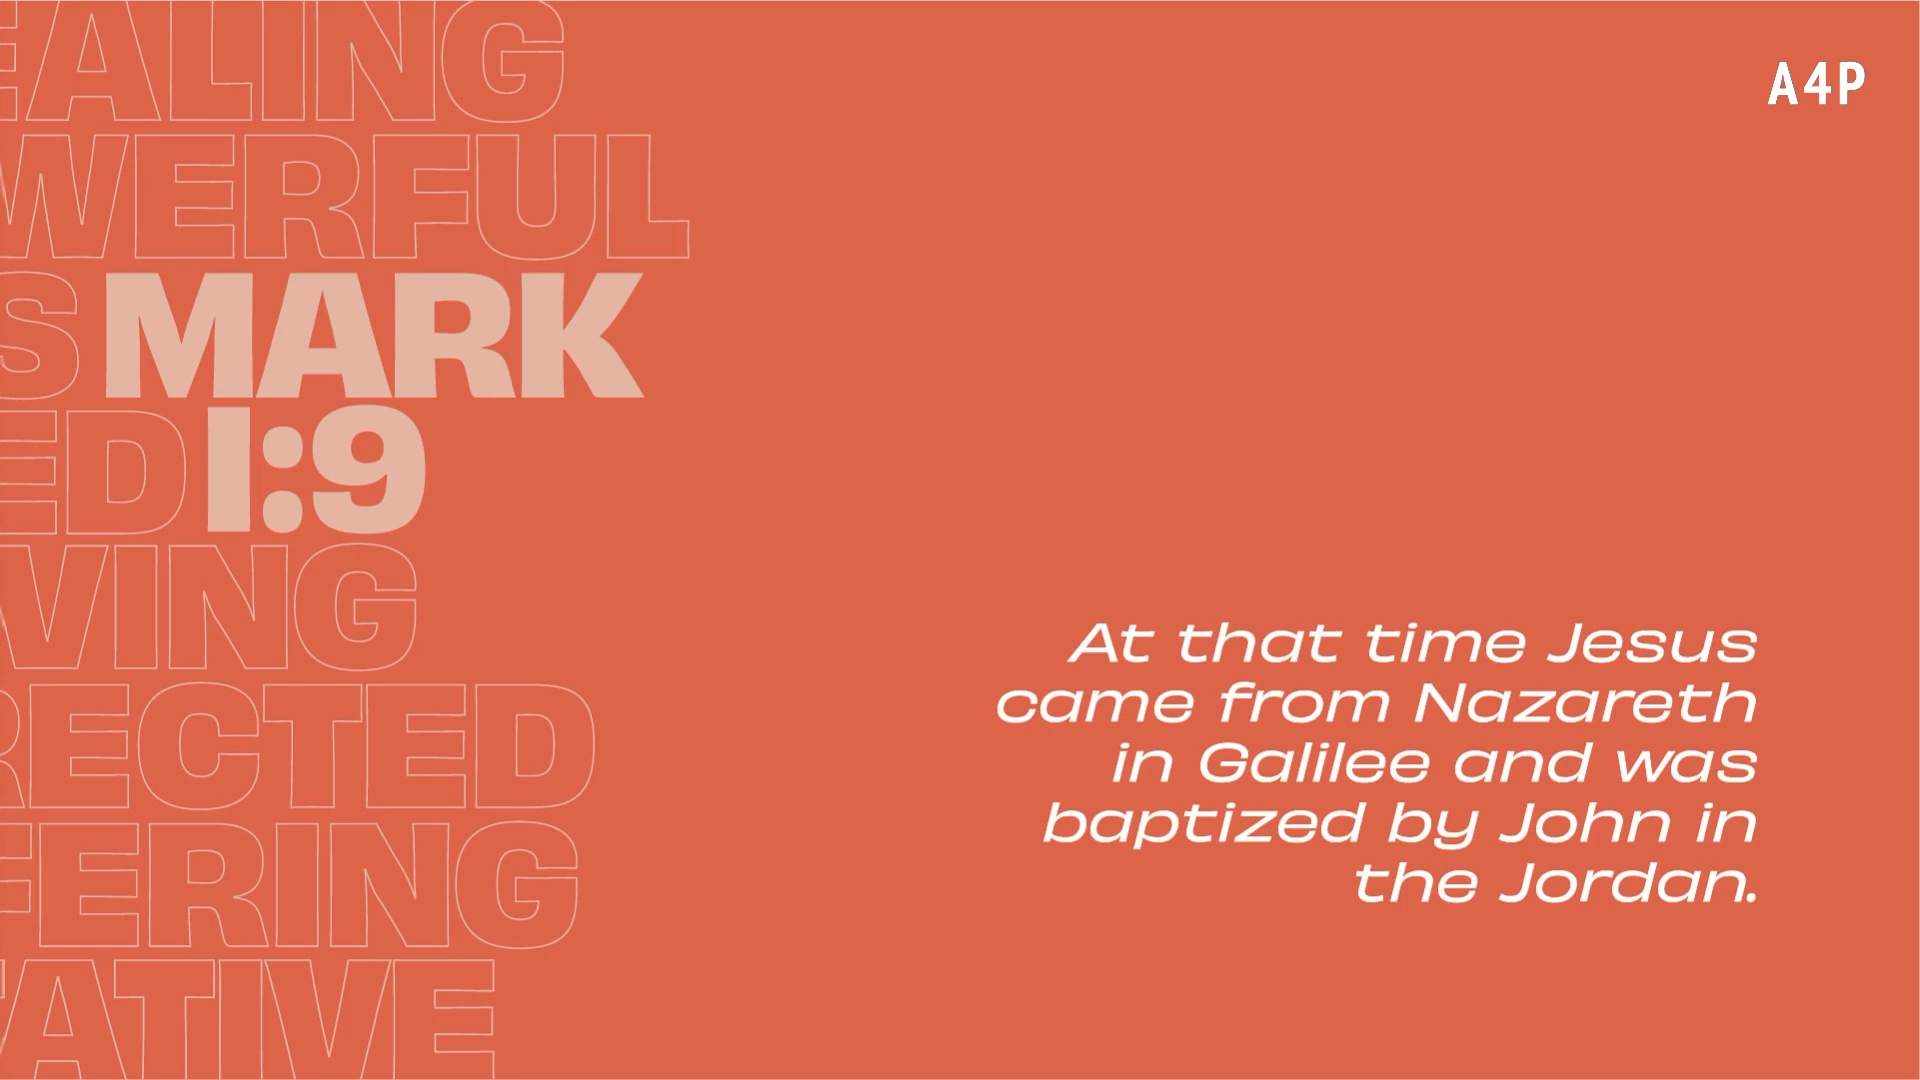 EALING
A4P
WERFUL
S MARK
ED 1:9
VING
RECTED
FERING
ATIVE
At that time Jesus
came from Nazareth
in Galilee and was
baptized by John in
the Jordan.